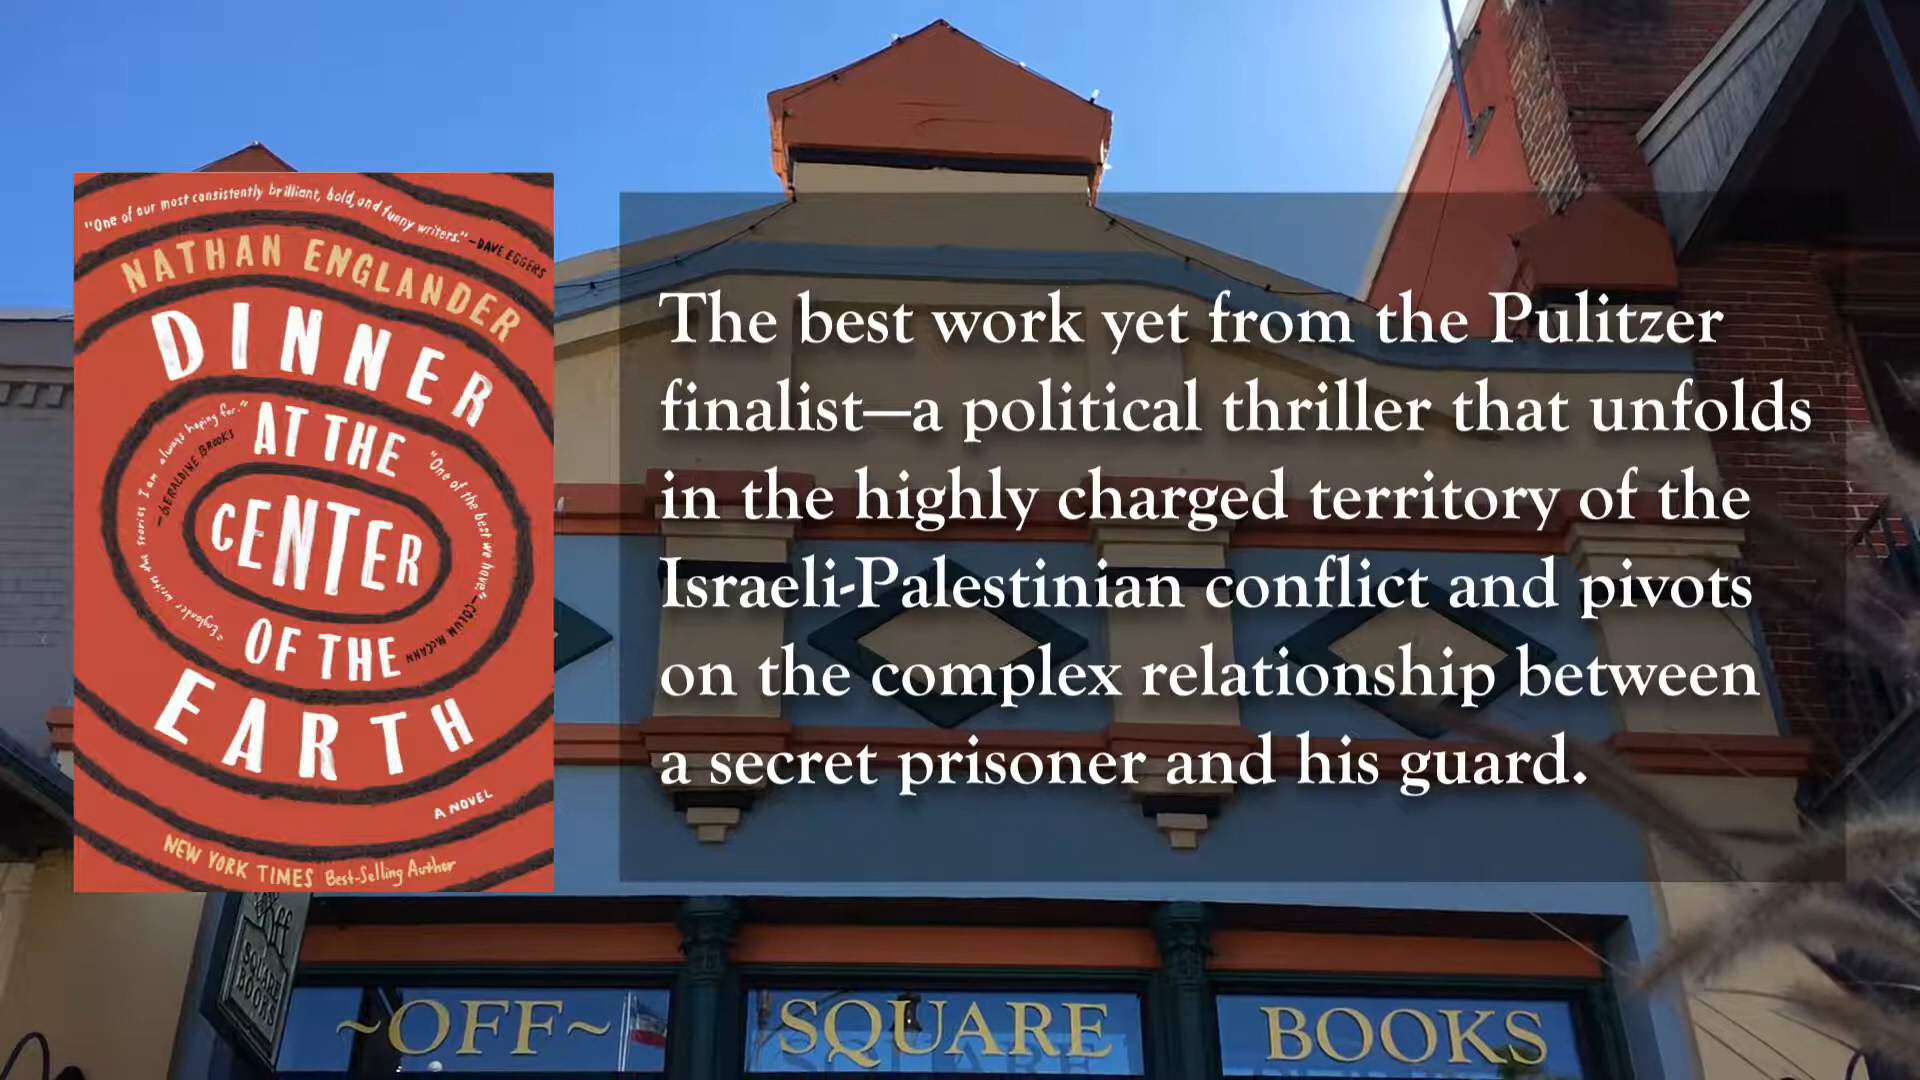 "One of our most consistently brilliant, bold, and funny writers." —DAVE EGGERS
NATHAN ENGLANDER
DINNER
AT THE
CENTER
OF THE
EARTH
"Englander writes the stories I am always hoping for."
—GERALDINE BROOKS
"One of the best we have." —COLUM McCANN
A NOVEL
NEW YORK TIMES Best-Selling Author
The best work yet from the Pulitzer
finalist—a political thriller that unfolds
in the highly charged territory of the
Israeli-Palestinian conflict and pivots
on the complex relationship between
a secret prisoner and his guard.
Off
SQUARE
BOOKS
~OFF~ SQUARE BOOKS